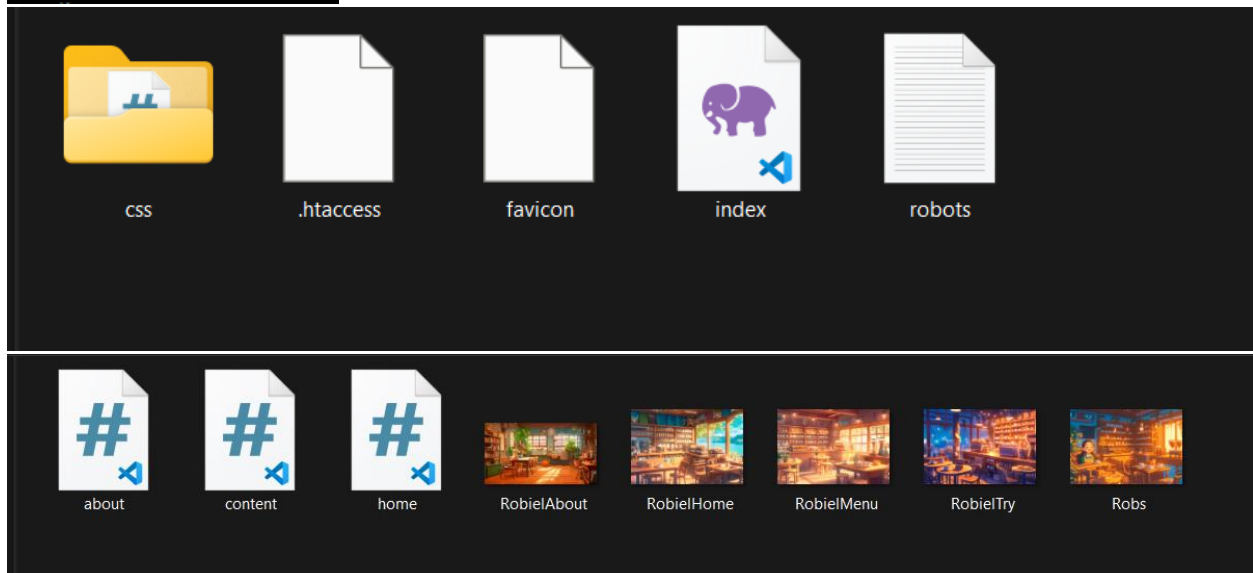 css .htaccess favicon index robots
about content home RobielAbout RobielHome RobielMenu RobielTry Robs